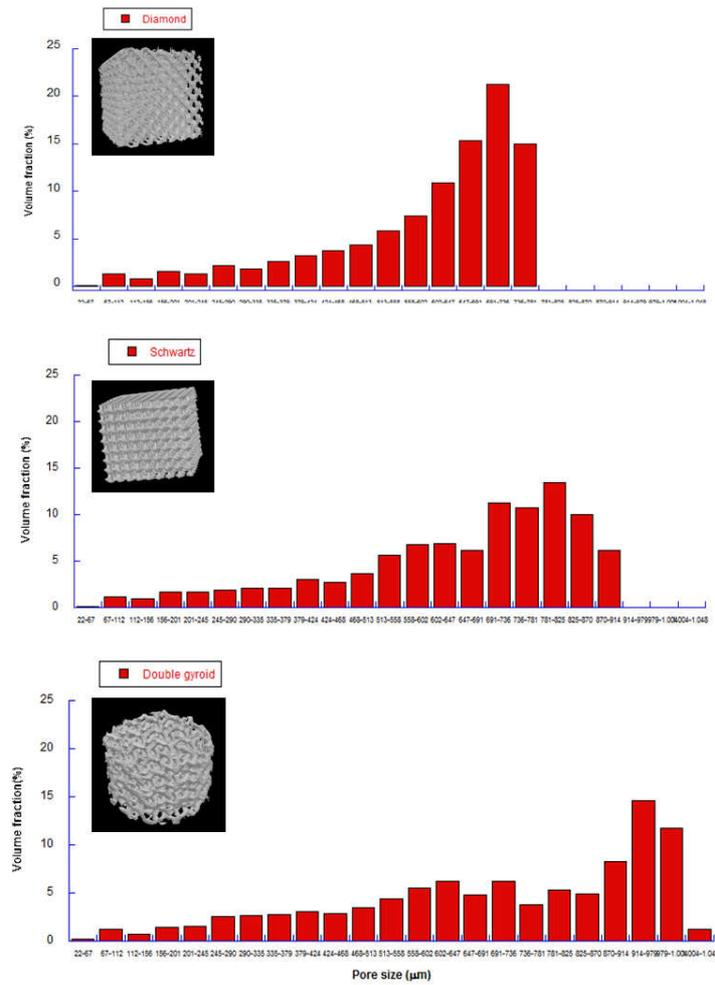 Diamond
25
20
15
10
5
0
Volume fraction (%)
Schwartz
25
20
15
10
5
0
Volume fraction (%)
22-67 67-112 112-156 156-201 201-245 245-290 290-335 335-379 379-424 424-468 468-513 513-558 558-602 602-647 647-691 691-736 736-781 781-825 825-870 870-914 914-979
Double gyroid
25
20
15
10
5
0
Volume fraction(%)
22-67 67-112 112-156 156-201 201-245 245-290 290-335 335-379 379-424 424-468 468-513 513-558 558-602 602-647 647-691 691-736 736-781 781-825 825-870 870-914 914-979
Pore size (μm)